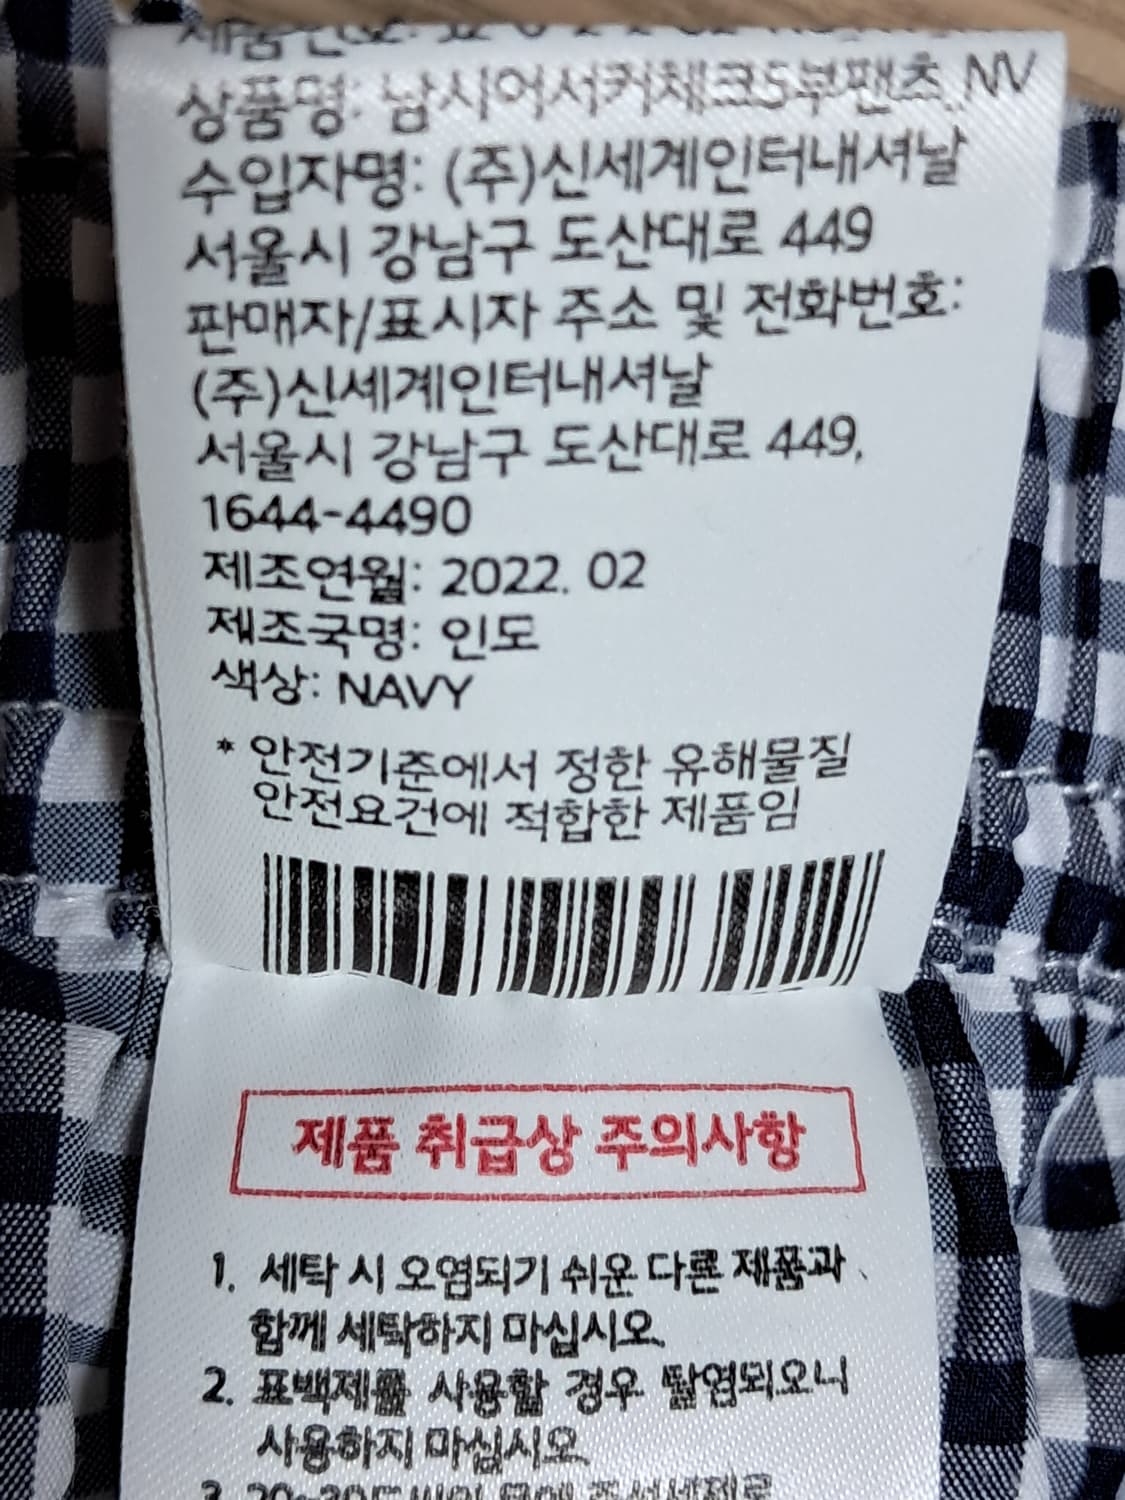 상품명: 남시어서커체크5부팬츠_NV
수입자명: (주)신세계인터내셔날
서울시 강남구 도산대로 449
판매자/표시자 주소 및 전화번호:
(주)신세계인터내셔날
서울시 강남구 도산대로 449,
1644-4490
제조연월: 2022. 02
제조국명: 인도
색상: NAVY
* 안전기준에서 정한 유해물질
안전요건에 적합한 제품임
제품 취급상 주의사항
1. 세탁 시 오염되기 쉬운 다른 제품과
함께 세탁하지 마십시오.
2. 표백제를 사용할 경우 탈염되오니
사용하지 마십시오.